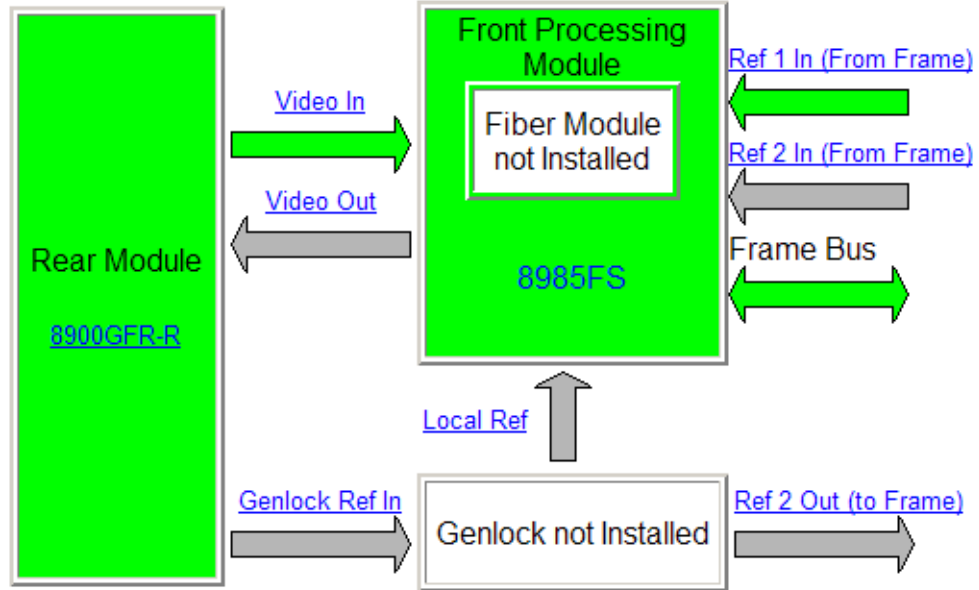 Front Processing
Module
Ref 1 In (From Frame)
Video In
Fiber Module
not Installed
Ref 2 In (From Frame)
Video Out
Frame Bus
Rear Module
8985FS
8900GFR-R
Local Ref
Genlock Ref In
Ref 2 Out (to Frame)
Genlock not Installed